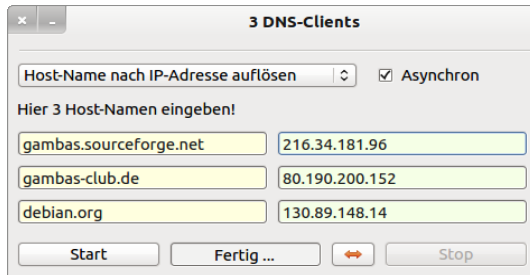 3 DNS-Clients
Host-Name nach IP-Adresse auflösen Asynchron
Hier 3 Host-Namen eingeben!
gambas.sourceforge.net 216.34.181.96
gambas-club.de 80.190.200.152
debian.org 130.89.148.14
Start Fertig ... Stop